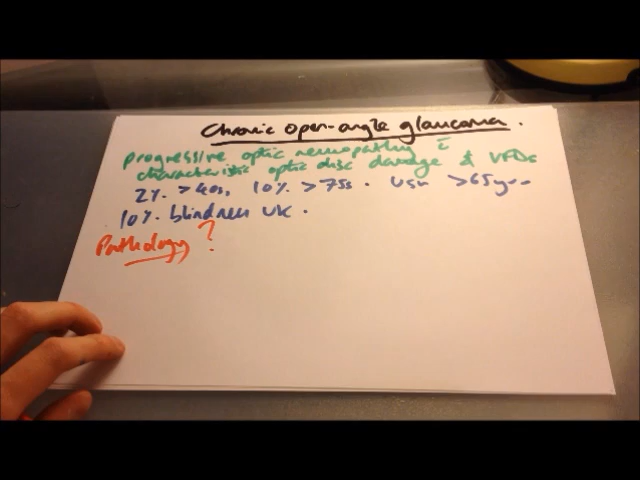 Chronic open-angle glaucoma.
progressive optic neuropathy c̄
characteristic optic disc damage & VFDs
2% >40s, 10% >75s. usu >65yrs
10% blindness UK.
Pathology ?